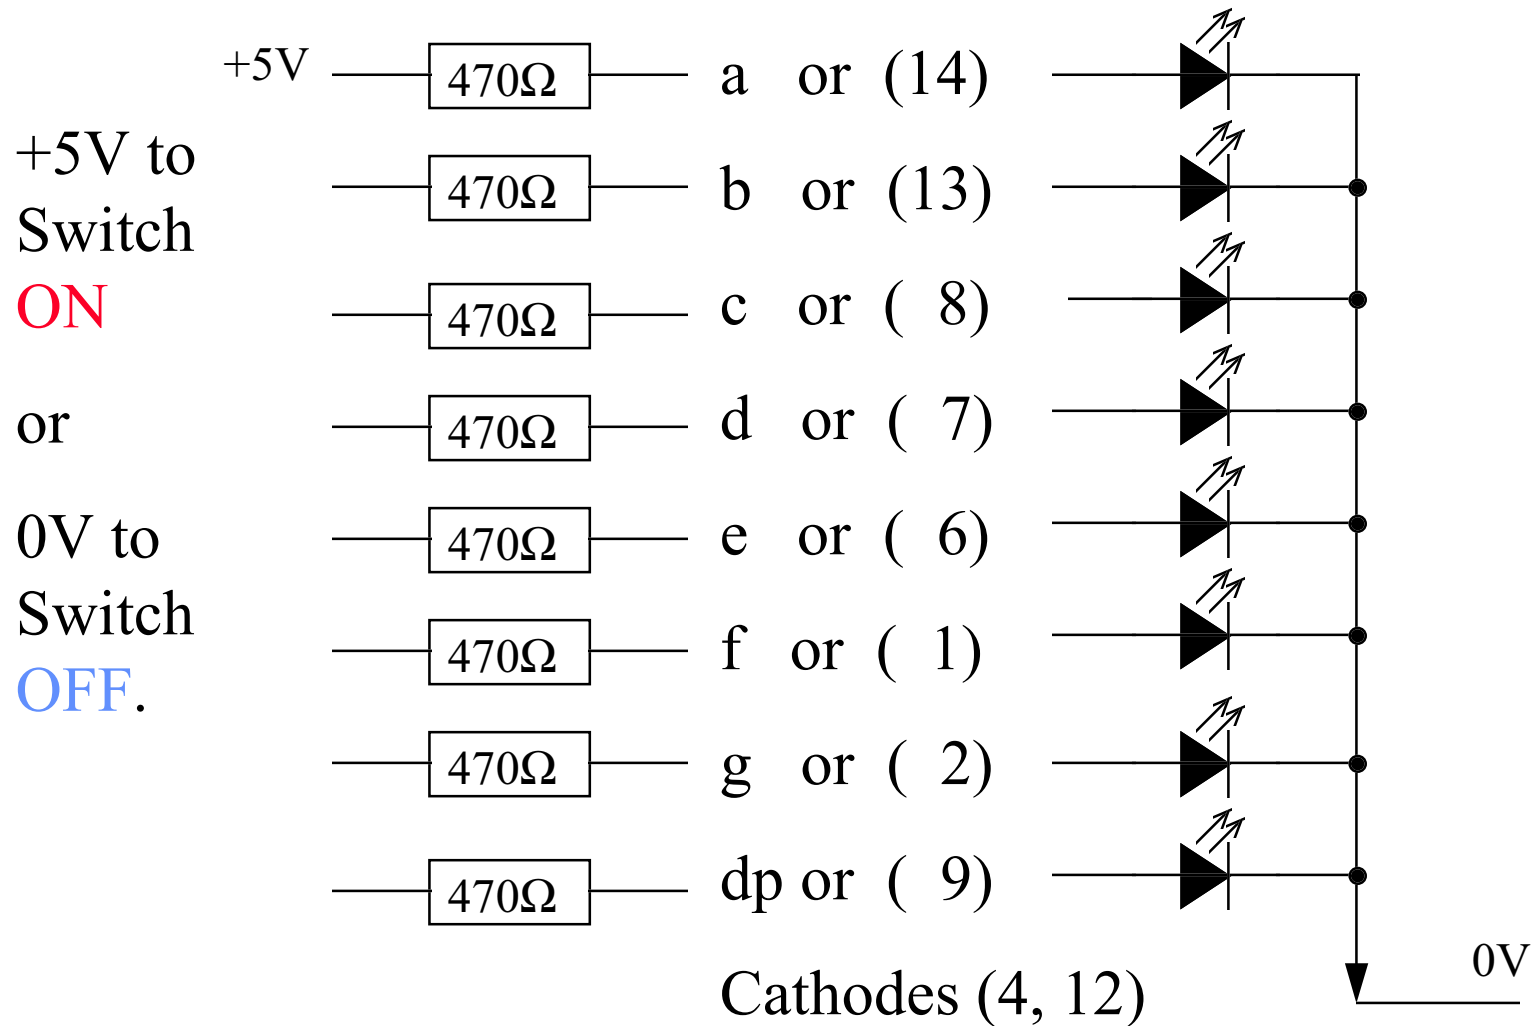 +5V
+5V to
Switch
ON
or
0V to
Switch
OFF.
470Ω a or (14)
470Ω b or (13)
470Ω c or ( 8)
470Ω d or ( 7)
470Ω e or ( 6)
470Ω f or ( 1)
470Ω g or ( 2)
470Ω dp or ( 9)
Cathodes (4, 12)
0V